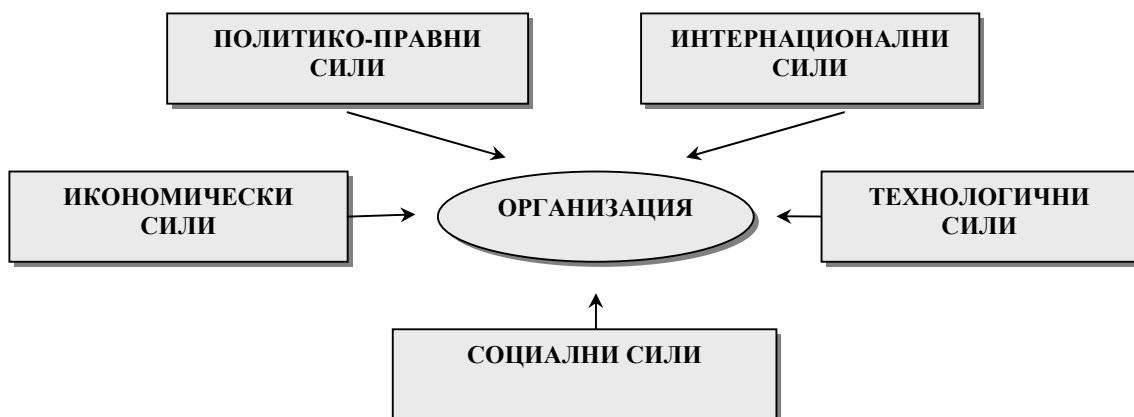 ПОЛИТИКО-ПРАВНИ
СИЛИ
ИНТЕРНАЦИОНАЛНИ
СИЛИ
ИКОНОМИЧЕСКИ
СИЛИ
ОРГАНИЗАЦИЯ
ТЕХНОЛОГИЧНИ
СИЛИ
СОЦИАЛНИ СИЛИ